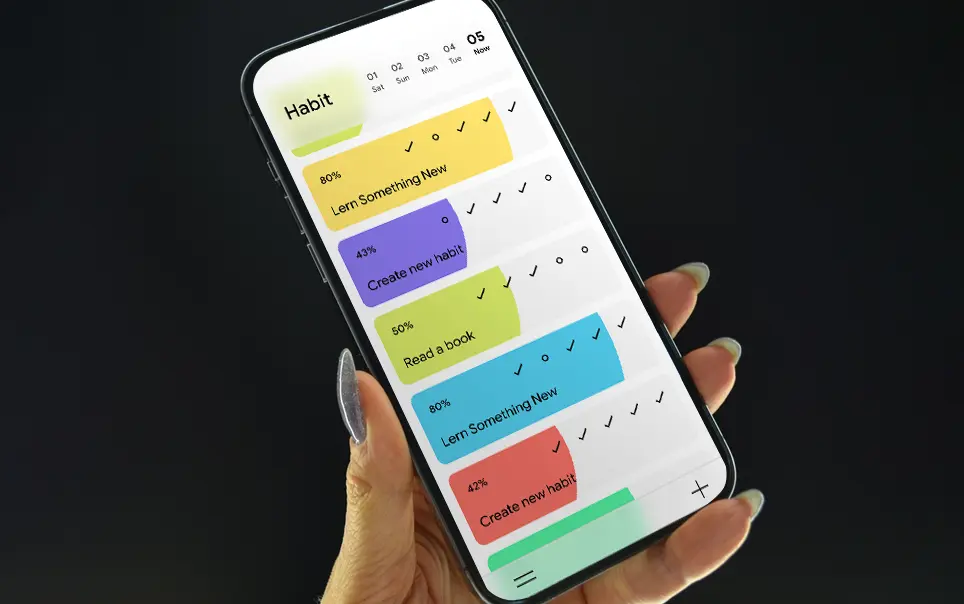 Habit
01 02 03 04 05
Sat Sun Mon Tue Now
80%
Lern Something New
43%
Create new habit
50%
Read a book
80%
Lern Something New
42%
Create new habit